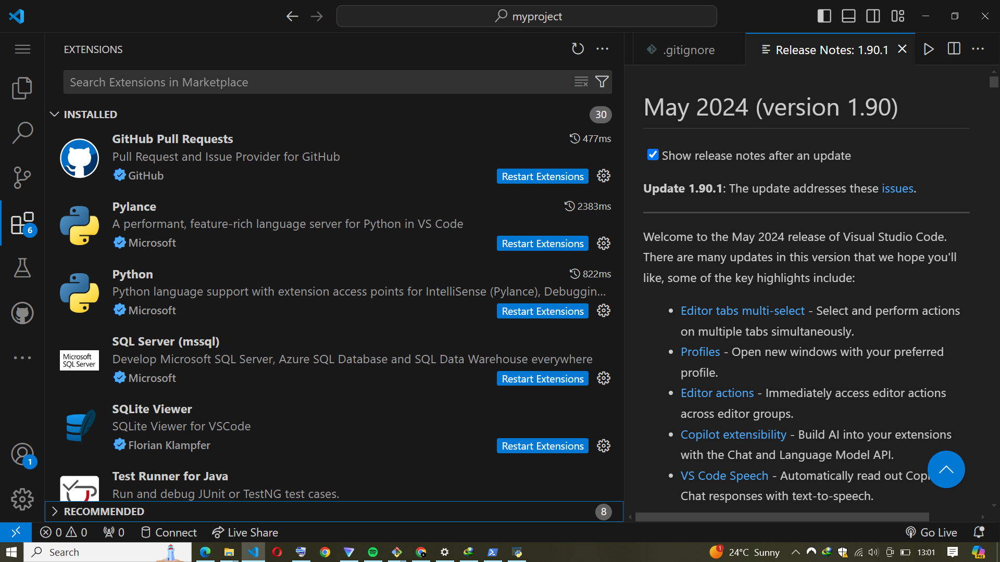 myproject
EXTENSIONS
Search Extensions in Marketplace
INSTALLED
30
GitHub Pull Requests
477ms
Pull Request and Issue Provider for GitHub
GitHub
Restart Extensions
Pylance
2383ms
A performant, feature-rich language server for Python in VS Code
Microsoft
Restart Extensions
Python
822ms
Python language support with extension access points for IntelliSense (Pylance), Debuggin...
Microsoft
Restart Extensions
Microsoft
SQL Server
SQL Server (mssql)
Develop Microsoft SQL Server, Azure SQL Database and SQL Data Warehouse everywhere
Microsoft
Restart Extensions
SQLite Viewer
SQLite Viewer for VSCode
Florian Klampfer
Restart Extensions
Test Runner for Java
Run and debug JUnit or TestNG test cases.
RECOMMENDED
8
6
1
.gitignore
Release Notes: 1.90.1
May 2024 (version 1.90)
Show release notes after an update
Update 1.90.1: The update addresses these issues.
Welcome to the May 2024 release of Visual Studio Code.
There are many updates in this version that we hope you'll
like, some of the key highlights include:
• Editor tabs multi-select - Select and perform actions
on multiple tabs simultaneously.
• Profiles - Open new windows with your preferred
profile.
• Editor actions - Immediately access editor actions
across editor groups.
• Copilot extensibility - Build AI into your extensions
with the Chat and Language Model API.
• VS Code Speech - Automatically read out Cop
Chat responses with text-to-speech.
0 0 0 Connect Live Share
Go Live
Search
1
24°C Sunny
13:01
PRE